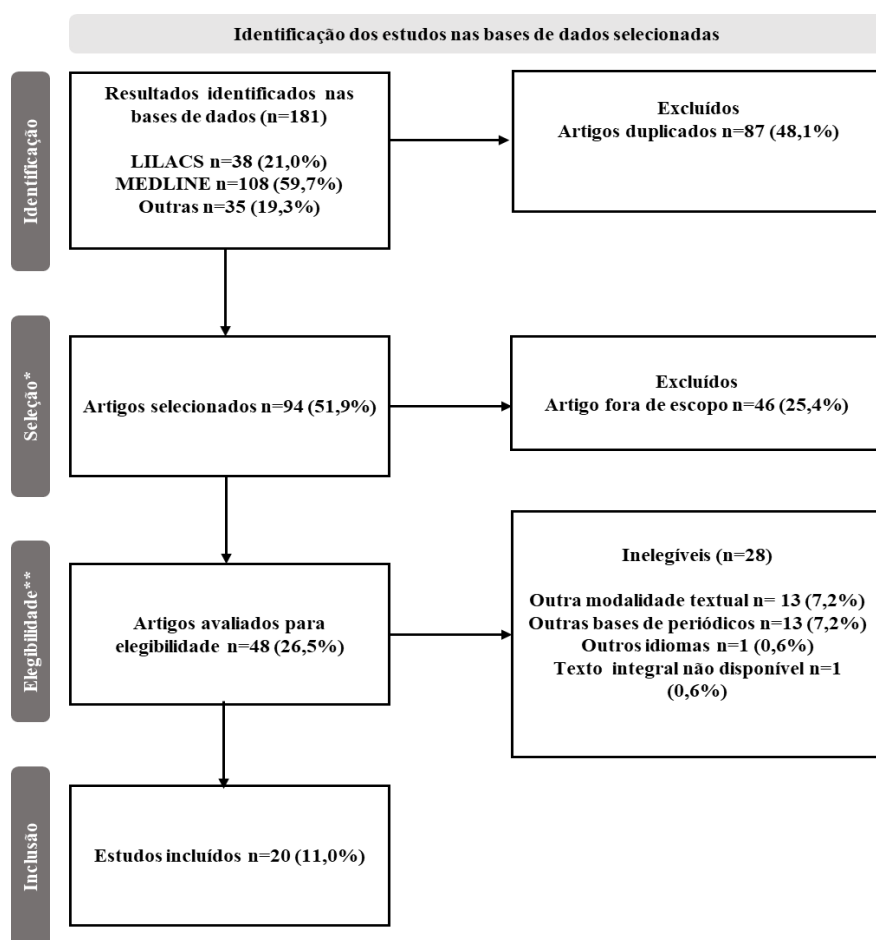 Identificação dos estudos nas bases de dados selecionadas
Identificação
Resultados identificados nas
bases de dados (n=181)
LILACS n=38 (21,0%)
MEDLINE n=108 (59,7%)
Outras n=35 (19,3%)
Excluídos
Artigos duplicados n=87 (48,1%)
Seleção*
Artigos selecionados n=94 (51,9%)
Excluídos
Artigo fora de escopo n=46 (25,4%)
Elegibilidade**
Artigos avaliados para
elegibilidade n=48 (26,5%)
Inelegíveis (n=28)
Outra modalidade textual n= 13 (7,2%)
Outras bases de periódicos n=13 (7,2%)
Outros idiomas n=1 (0,6%)
Texto integral não disponível n=1
(0,6%)
Inclusão
Estudos incluídos n=20 (11,0%)